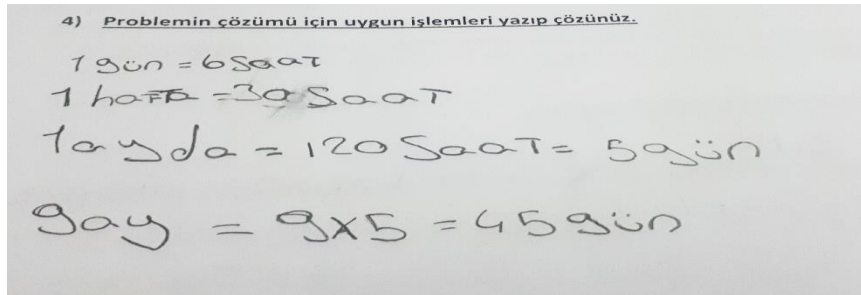 4) Problemin çözümü için uygun işlemleri yazıp çözünüz.
1 gün = 6 saat
1 hafta = 30 saat
1 ayda = 120 saat = 5 gün
9 ay = 9x5 = 45 gün